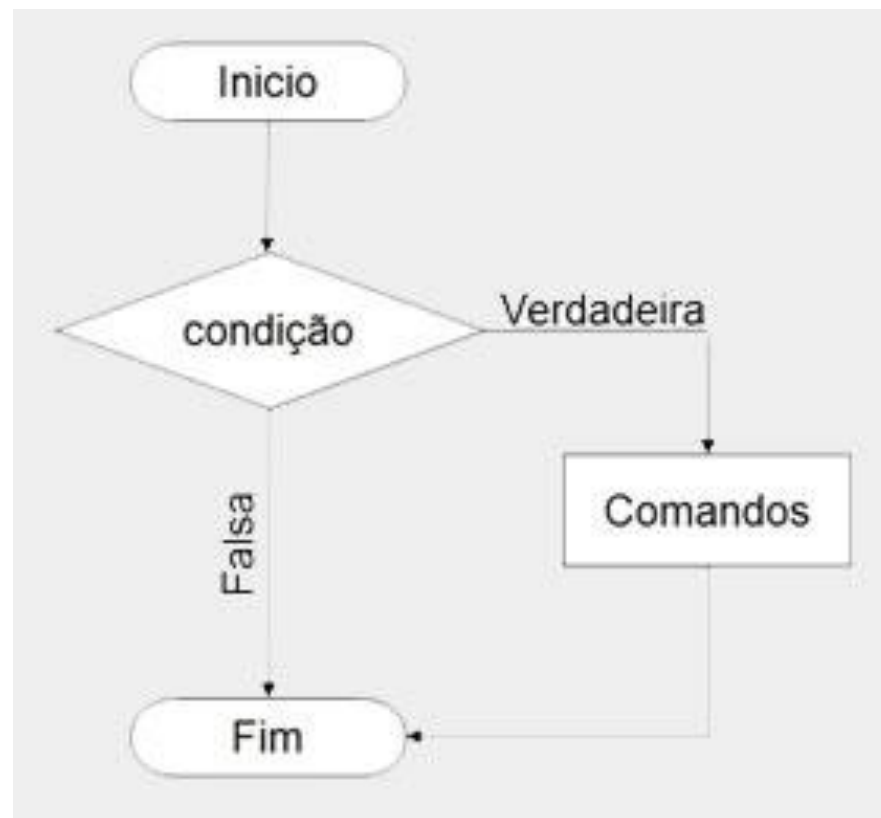 Inicio
condição
Verdadeira
Comandos
Falsa
Fim